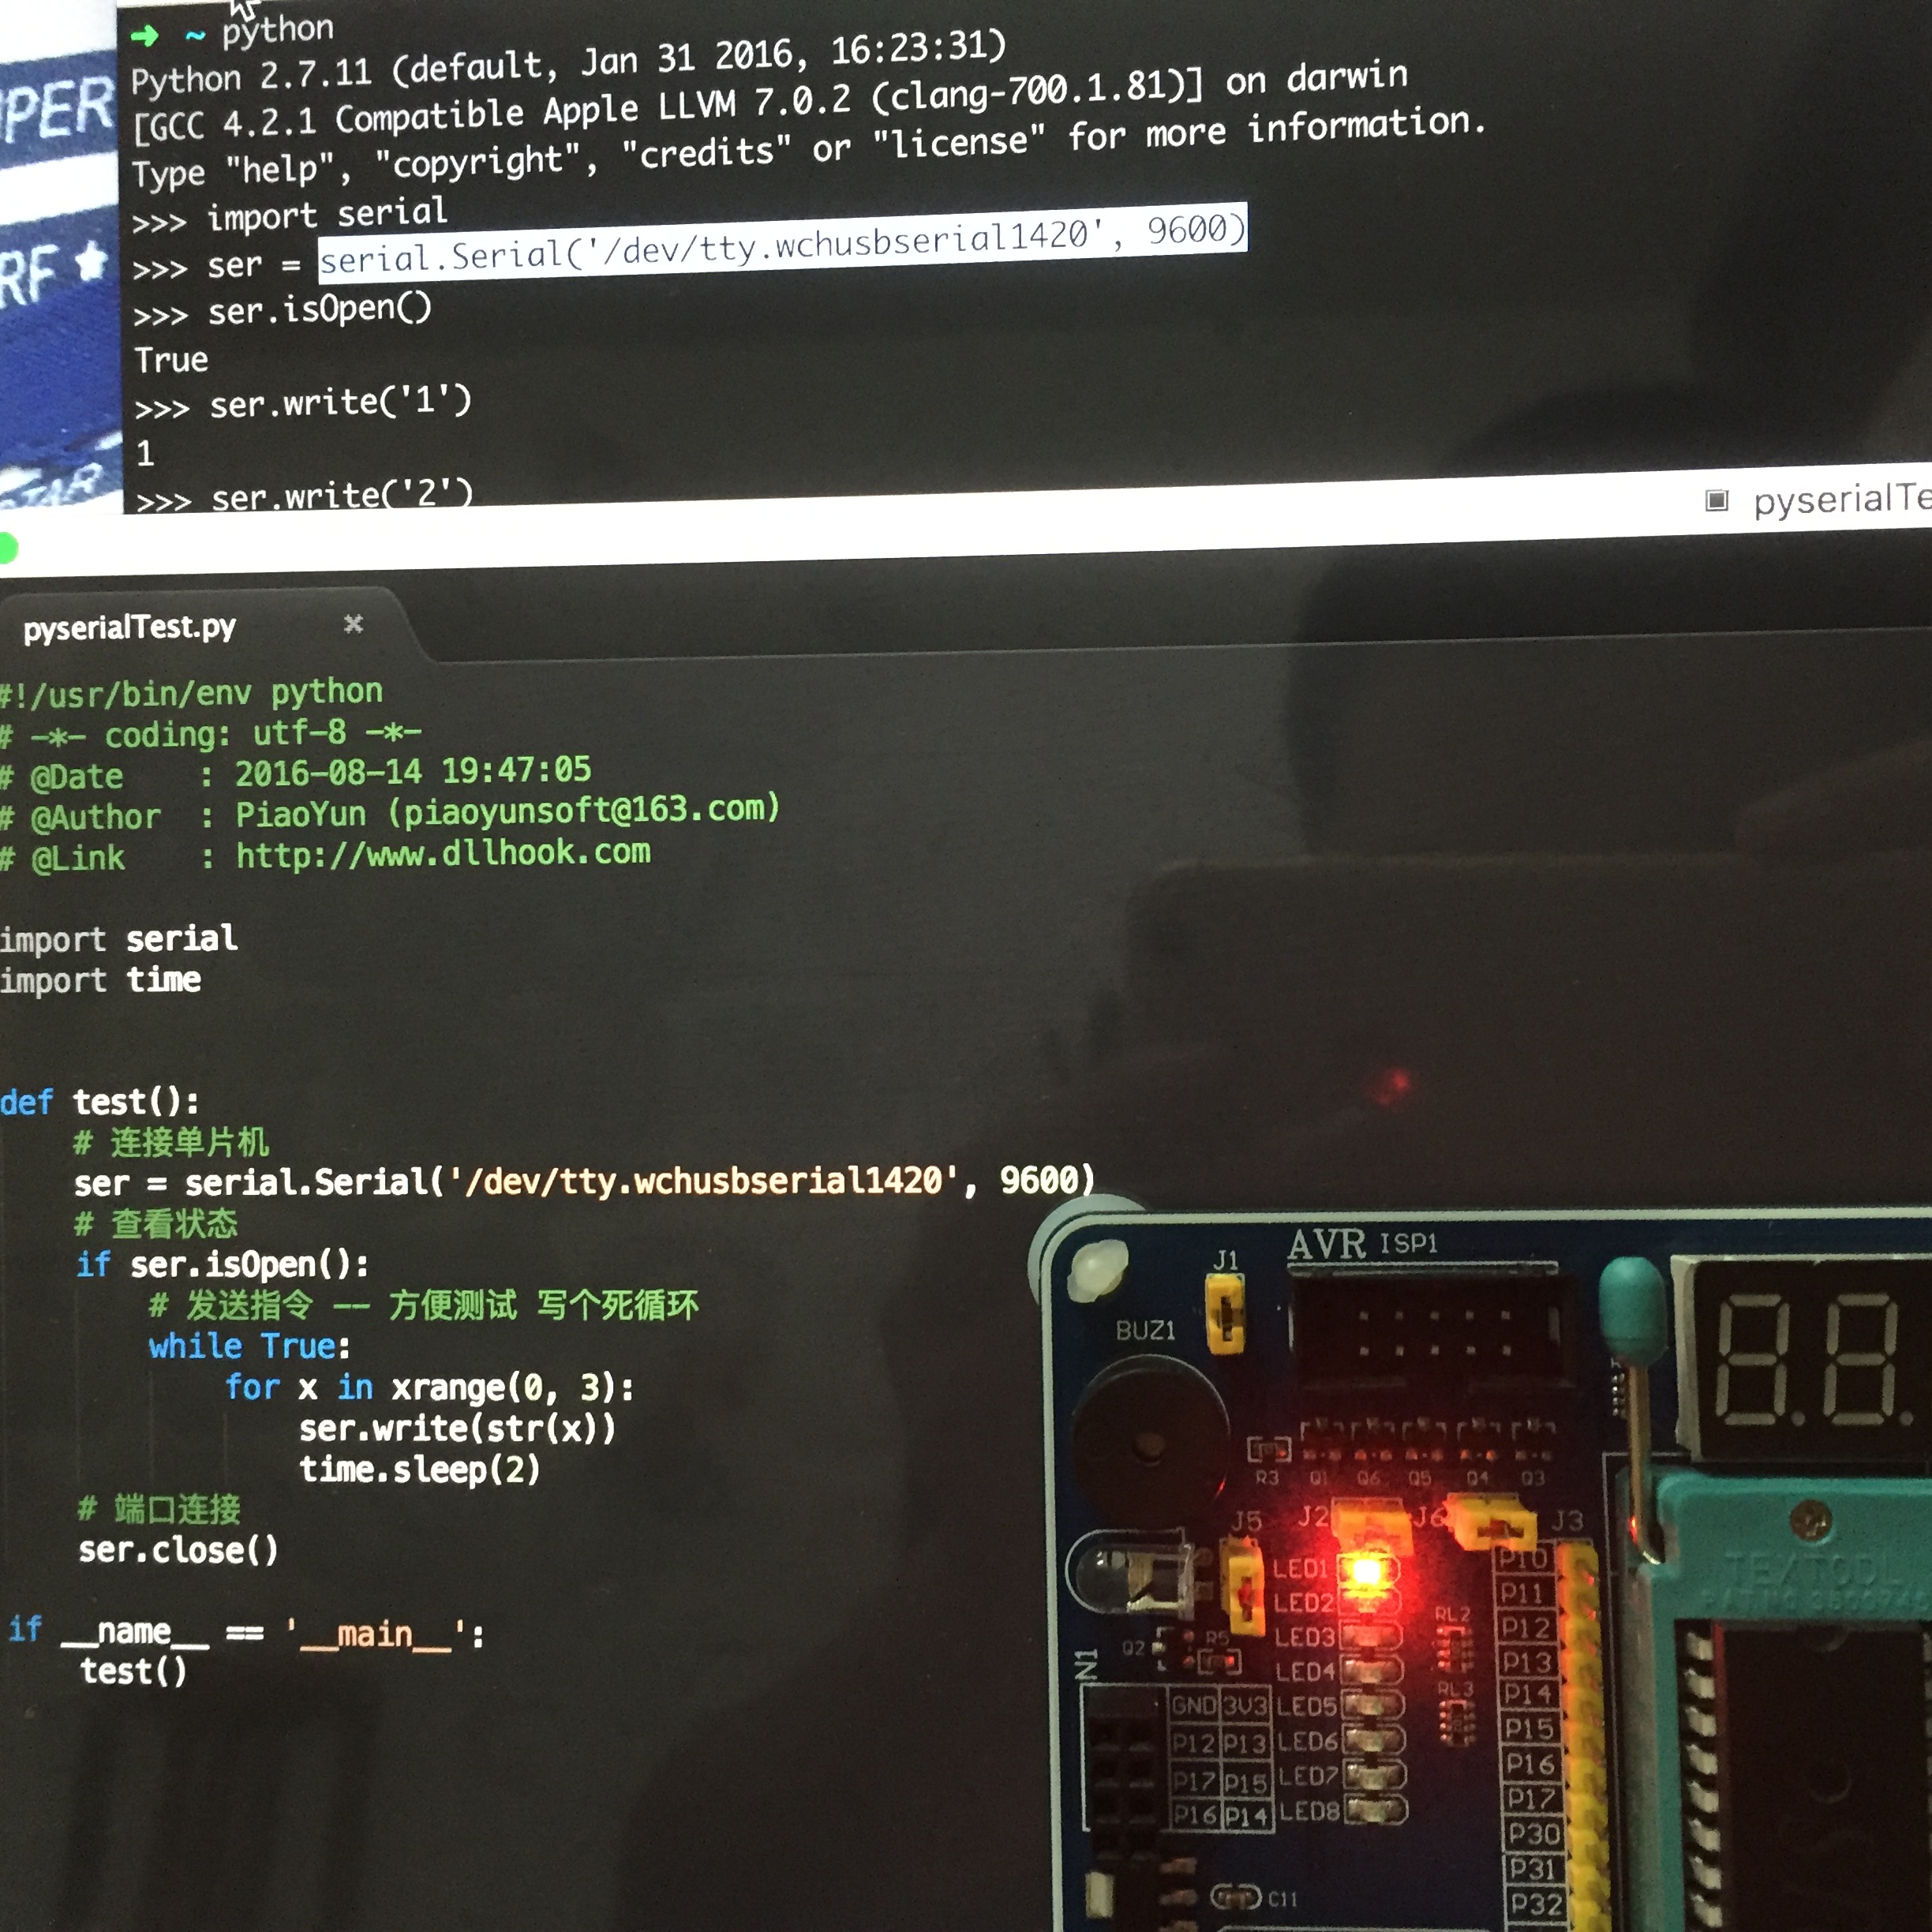 ➜ ~ python
Python 2.7.11 (default, Jan 31 2016, 16:23:31)
[GCC 4.2.1 Compatible Apple LLVM 7.0.2 (clang-700.1.81)] on darwin
Type "help", "copyright", "credits" or "license" for more information.
>>> import serial
>>> ser = serial.Serial('/dev/tty.wchusbserial1420', 9600)
>>> ser.isOpen()
True
>>> ser.write('1')
1
>>> ser.write('2')
pyserialTe
pyserialTest.py
#!/usr/bin/env python
# -*- coding: utf-8 -*-
# @Date    : 2016-08-14 19:47:05
# @Author  : PiaoYun (piaoyunsoft@163.com)
# @Link    : http://www.dllhook.com
import serial
import time
def test():
# 连接单片机
ser = serial.Serial('/dev/tty.wchusbserial1420', 9600)
# 查看状态
if ser.isOpen():
# 发送指令 -- 方便测试 写个死循环
while True:
for x in xrange(0, 3):
ser.write(str(x))
time.sleep(2)
# 端口连接
ser.close()
if __name__ == '__main__':
test()
AVR ISP1
J1
BUZ1
R3 Q1 Q6 Q5 Q4 Q3
J5 J2 J6 J3
LED1 P10
LED2 P11
LED3 P12
LED4 P13
LED5 P14
LED6 P15
LED7 P16
LED8 P17
P30
P31
P32
RL2
RL3
Q2 R5
N1
GND 3V3
P12 P13
P17 P15
P16 P14
C11
TEXTOOL